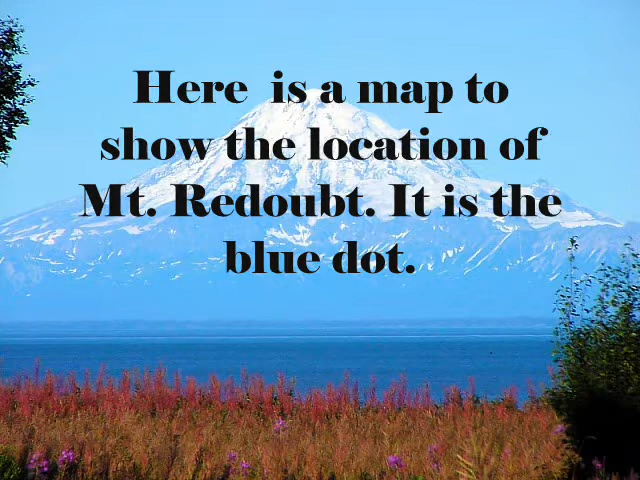 Here  is a map to
show the location of
Mt. Redoubt. It is the
blue dot.